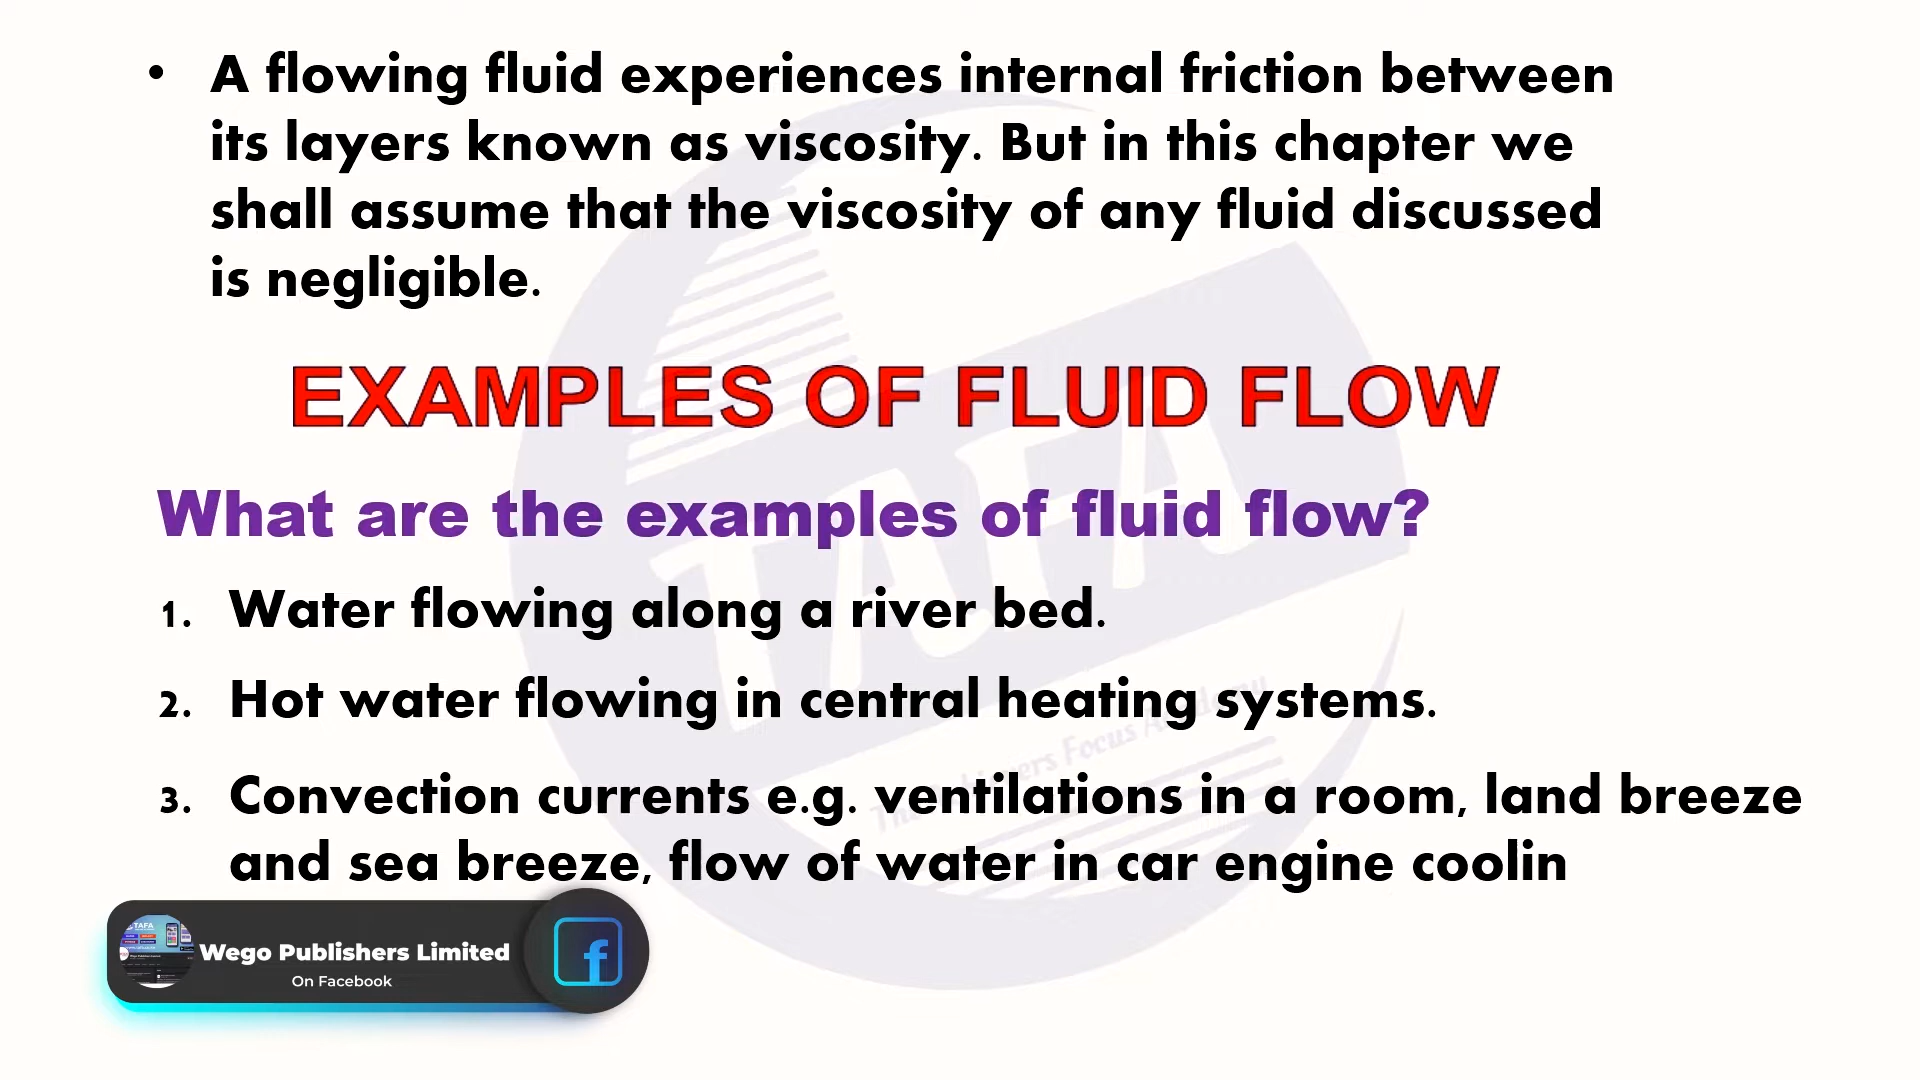 • A flowing fluid experiences internal friction between
its layers known as viscosity. But in this chapter we
shall assume that the viscosity of any fluid discussed
is negligible.
EXAMPLES OF FLUID FLOW
What are the examples of fluid flow?
1. Water flowing along a river bed.
2. Hot water flowing in central heating systems.
3. Convection currents e.g. ventilations in a room, land breeze
and sea breeze, flow of water in car engine coolin
TAFA
Focus
Wego Publishers Limited
On Facebook